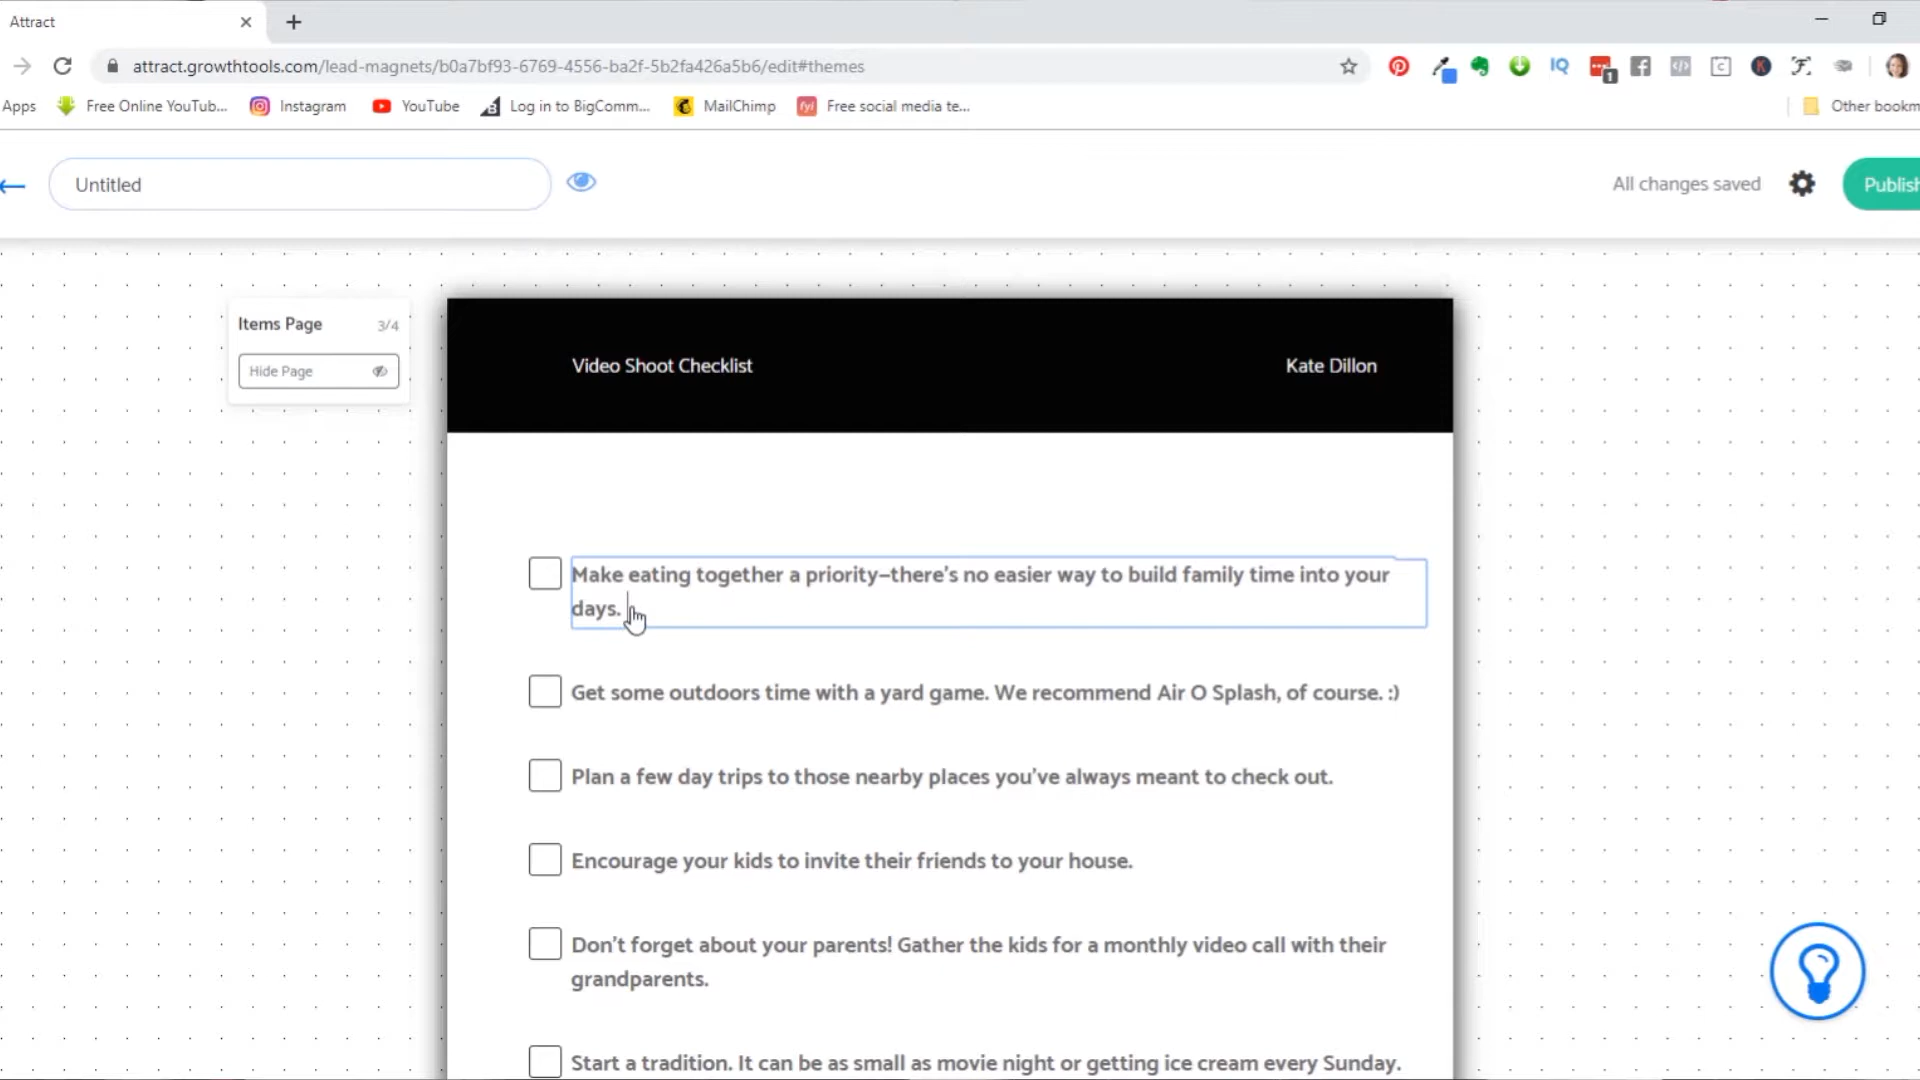 Attract
attract.growthtools.com/lead-magnets/b0a7bf93-6769-4556-ba2f-5b2fa426a5b6/edit#themes
IQ
1
Apps
Free Online YouTub...
Instagram
YouTube
Log in to BigComm...
MailChimp
fyi
Free social media te...
Other bookm
Untitled
All changes saved
Publish
Items Page
3/4
Hide Page
Video Shoot Checklist
Kate Dillon
Make eating together a priority–there's no easier way to build family time into your
days.
Get some outdoors time with a yard game. We recommend Air O Splash, of course. :)
Plan a few day trips to those nearby places you've always meant to check out.
Encourage your kids to invite their friends to your house.
Don't forget about your parents! Gather the kids for a monthly video call with their
grandparents.
Start a tradition. It can be as small as movie night or getting ice cream every Sunday.